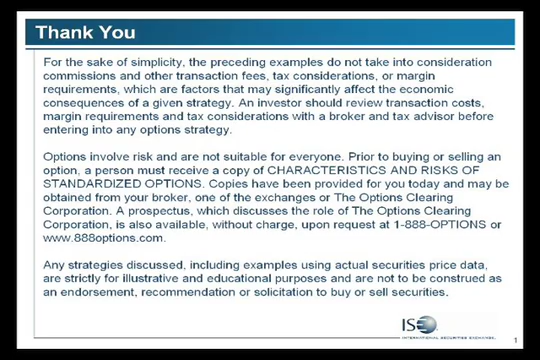 Thank You
For the sake of simplicity, the preceding examples do not take into consideration
commissions and other transaction fees, tax considerations, or margin
requirements, which are factors that may significantly affect the economic
consequences of a given strategy. An investor should review transaction costs,
margin requirements and tax considerations with a broker and tax advisor before
entering into any options strategy.
Options involve risk and are not suitable for everyone. Prior to buying or selling an
option, a person must receive a copy of CHARACTERISTICS AND RISKS OF
STANDARDIZED OPTIONS. Copies have been provided for you today and may be
obtained from your broker, one of the exchanges or The Options Clearing
Corporation. A prospectus, which discusses the role of The Options Clearing
Corporation, is also available, without charge, upon request at 1-888-OPTIONS or
www.888options.com.
Any strategies discussed, including examples using actual securities price data,
are strictly for illustrative and educational purposes and are not to be construed as
an endorsement, recommendation or solicitation to buy or sell securities.
ISE
INTERNATIONAL SECURITIES EXCHANGE.
1